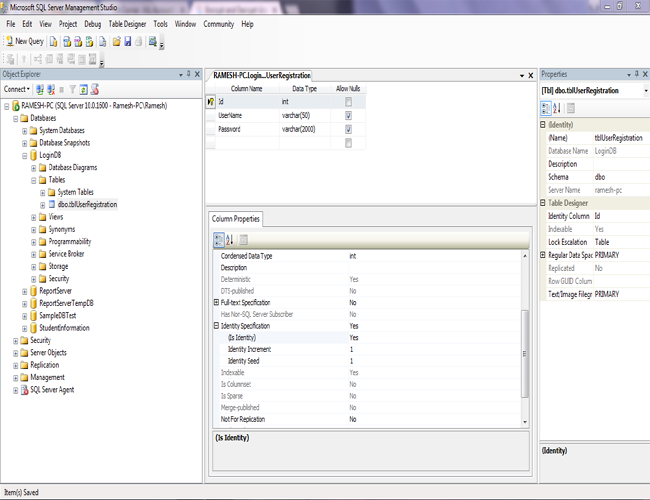 Microsoft SQL Server Management Studio
File Edit View Project Debug Table Designer Tools Window Community Help
New Query
Object Explorer
Connect
RAMESH-PC (SQL Server 10.0.1600 - Ramesh-PC\Ramesh)
Databases
System Databases
Database Snapshots
LoginDB
Database Diagrams
Tables
System Tables
dbo.tblUserRegistration
Views
Synonyms
Programmability
Service Broker
Storage
Security
ReportServer
ReportServerTempDB
SampleDBTest
StudentInformation
Security
Server Objects
Replication
Management
SQL Server Agent
RAMESH-PC.Login...UserRegistration
Column Name Data Type Allow Nulls
Id int
UserName varchar(50)
Password varchar(2000)
Column Properties
Condensed Data Type int
Description
Deterministic Yes
DTS-published No
Full-text Specification No
Has Non-SQL Server Subscriber No
Identity Specification Yes
(Is Identity) Yes
Identity Increment 1
Identity Seed 1
Indexable Yes
Is Columnset No
Is Sparse No
Merge-published No
Not For Replication No
(Is Identity)
Properties
[Tbl] dbo.tblUserRegistration
(Identity)
(Name) tblUserRegistration
Database Name LoginDB
Description
Schema dbo
Server Name ramesh-pc
Table Designer
Identity Column Id
Indexable Yes
Lock Escalation Table
Regular Data Spac PRIMARY
Replicated No
Row GUID Colum
Text/Image Filegr PRIMARY
(Identity)
Item(s) Saved